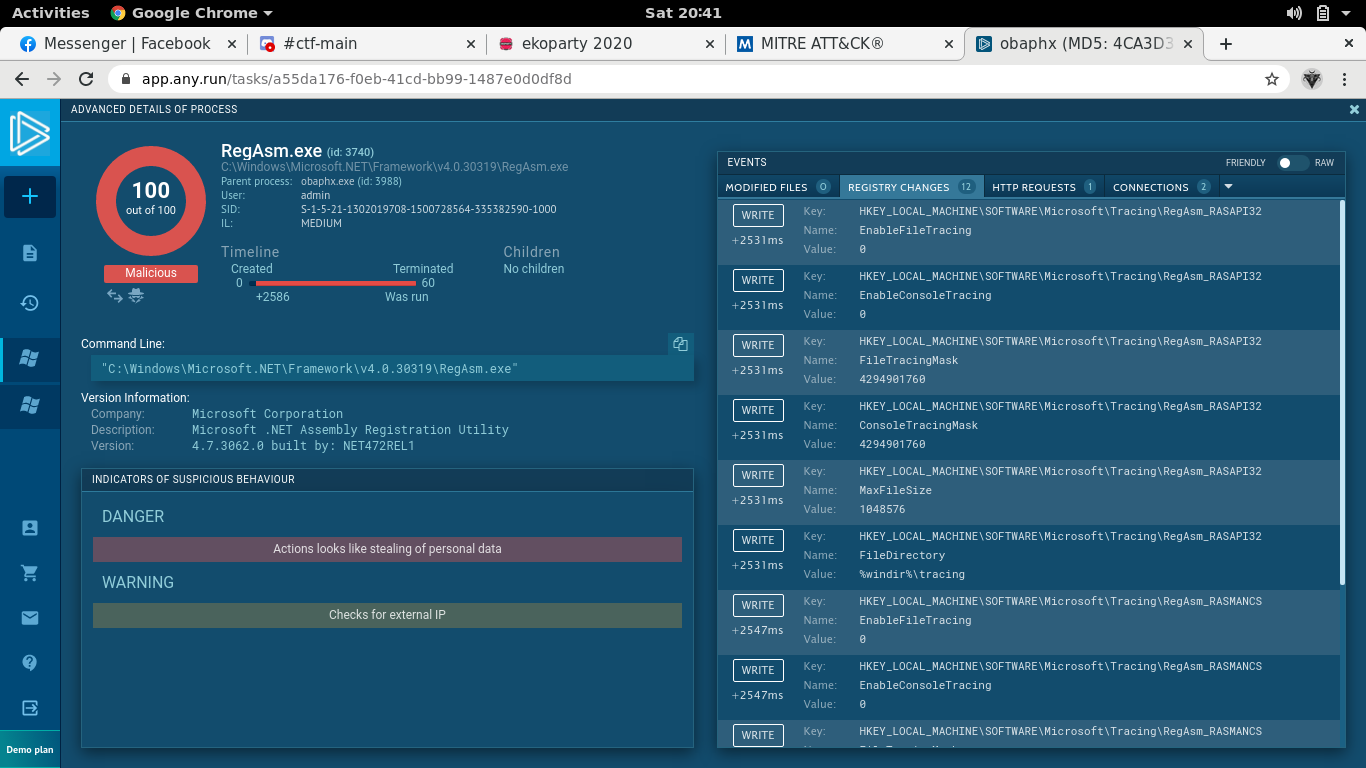 Activities
Google Chrome
Sat 20:41
Messenger | Facebook
#ctf-main
ekoparty 2020
MITRE ATT&CK®
obaphx (MD5: 4CA3D3
app.any.run/tasks/a55da176-f0eb-41cd-bb99-1487e0d0df8d
ADVANCED DETAILS OF PROCESS
100
out of 100
Malicious
RegAsm.exe (id: 3740)
C:\Windows\Microsoft.NET\Framework\v4.0.30319\RegAsm.exe
Parent process: obaphx.exe (id: 3988)
User: admin
SID: S-1-5-21-1302019708-1500728564-335382590-1000
IL: MEDIUM
Timeline
Created Terminated
0 60
+2586 Was run
Children
No children
Command Line:
"C:\Windows\Microsoft.NET\Framework\v4.0.30319\RegAsm.exe"
Version Information:
Company: Microsoft Corporation
Description: Microsoft .NET Assembly Registration Utility
Version: 4.7.3062.0 built by: NET472REL1
INDICATORS OF SUSPICIOUS BEHAVIOUR
DANGER
Actions looks like stealing of personal data
WARNING
Checks for external IP
Demo plan
EVENTS
FRIENDLY RAW
MODIFIED FILES 0 REGISTRY CHANGES 12 HTTP REQUESTS 1 CONNECTIONS 2
WRITE
+2531ms
Key: HKEY_LOCAL_MACHINE\SOFTWARE\Microsoft\Tracing\RegAsm_RASAPI32
Name: EnableFileTracing
Value: 0
WRITE
+2531ms
Key: HKEY_LOCAL_MACHINE\SOFTWARE\Microsoft\Tracing\RegAsm_RASAPI32
Name: EnableConsoleTracing
Value: 0
WRITE
+2531ms
Key: HKEY_LOCAL_MACHINE\SOFTWARE\Microsoft\Tracing\RegAsm_RASAPI32
Name: FileTracingMask
Value: 4294901760
WRITE
+2531ms
Key: HKEY_LOCAL_MACHINE\SOFTWARE\Microsoft\Tracing\RegAsm_RASAPI32
Name: ConsoleTracingMask
Value: 4294901760
WRITE
+2531ms
Key: HKEY_LOCAL_MACHINE\SOFTWARE\Microsoft\Tracing\RegAsm_RASAPI32
Name: MaxFileSize
Value: 1048576
WRITE
+2531ms
Key: HKEY_LOCAL_MACHINE\SOFTWARE\Microsoft\Tracing\RegAsm_RASAPI32
Name: FileDirectory
Value: %windir%\tracing
WRITE
+2547ms
Key: HKEY_LOCAL_MACHINE\SOFTWARE\Microsoft\Tracing\RegAsm_RASMANCS
Name: EnableFileTracing
Value: 0
WRITE
+2547ms
Key: HKEY_LOCAL_MACHINE\SOFTWARE\Microsoft\Tracing\RegAsm_RASMANCS
Name: EnableConsoleTracing
Value: 0
WRITE
Key: HKEY_LOCAL_MACHINE\SOFTWARE\Microsoft\Tracing\RegAsm_RASMANCS